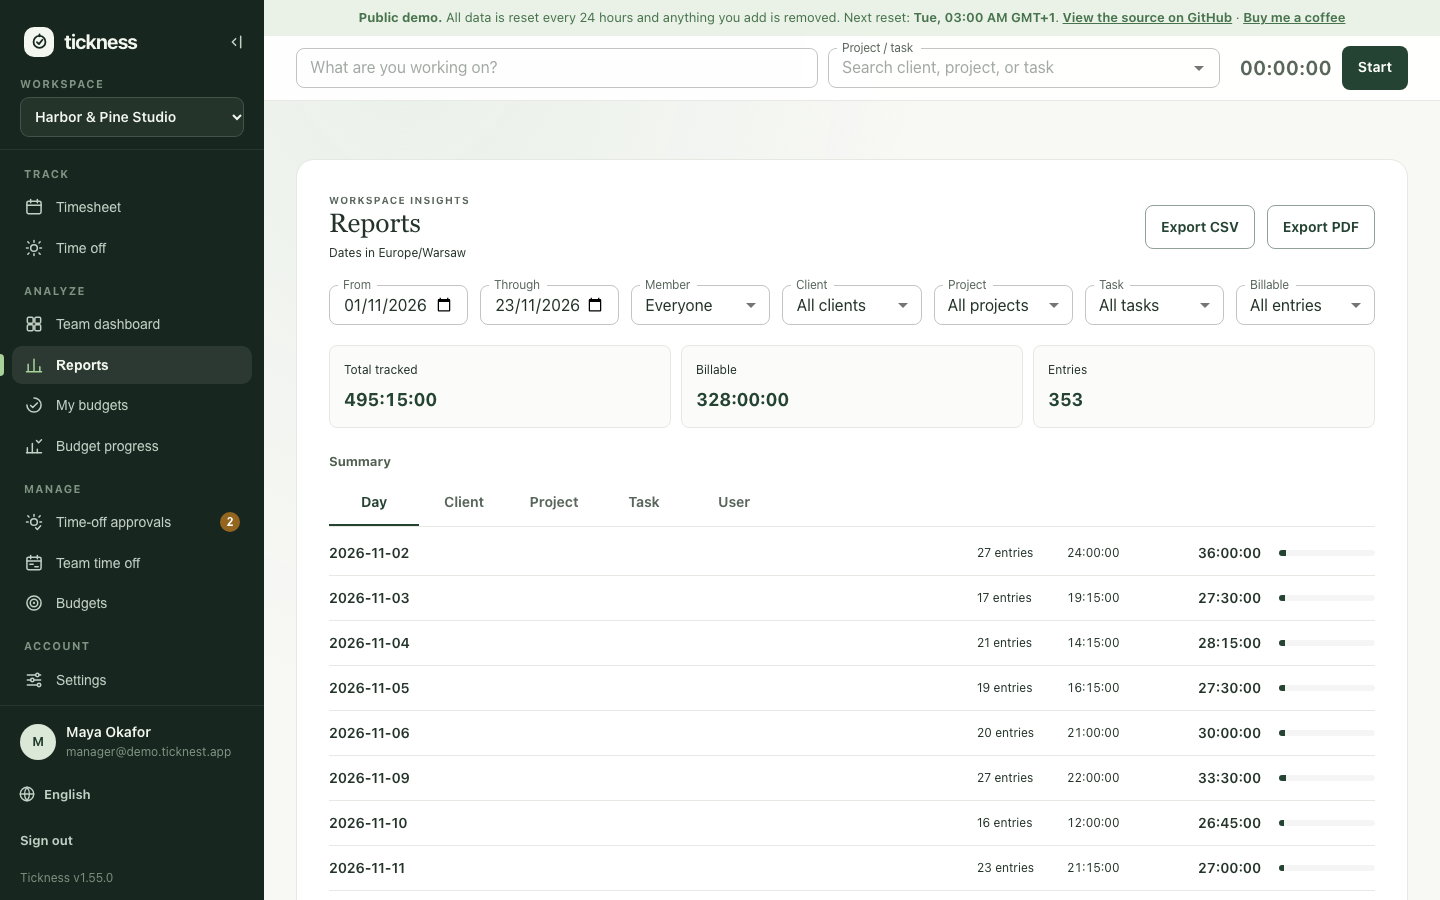 Public demo. All data is reset every 24 hours and anything you add is removed. Next reset: Tue, 03:00 AM GMT+1. View the source on GitHub · Buy me a coffee
tickness
WORKSPACE
Harbor & Pine Studio
TRACK
Timesheet
Time off
ANALYZE
Team dashboard
Reports
My budgets
Budget progress
MANAGE
Time-off approvals 2
Team time off
Budgets
ACCOUNT
Settings
M
Maya Okafor
manager@demo.ticknest.app
English
Sign out
Tickness v1.55.0
What are you working on?
Project / task
Search client, project, or task
00:00:00
Start
WORKSPACE INSIGHTS
Reports
Dates in Europe/Warsaw
Export CSV
Export PDF
From
01/11/2026
Through
23/11/2026
Member
Everyone
Client
All clients
Project
All projects
Task
All tasks
Billable
All entries
Total tracked
495:15:00
Billable
328:00:00
Entries
353
Summary
Day Client Project Task User
2026-11-02 27 entries 24:00:00 36:00:00
2026-11-03 17 entries 19:15:00 27:30:00
2026-11-04 21 entries 14:15:00 28:15:00
2026-11-05 19 entries 16:15:00 27:30:00
2026-11-06 20 entries 21:00:00 30:00:00
2026-11-09 27 entries 22:00:00 33:30:00
2026-11-10 16 entries 12:00:00 26:45:00
2026-11-11 23 entries 21:15:00 27:00:00